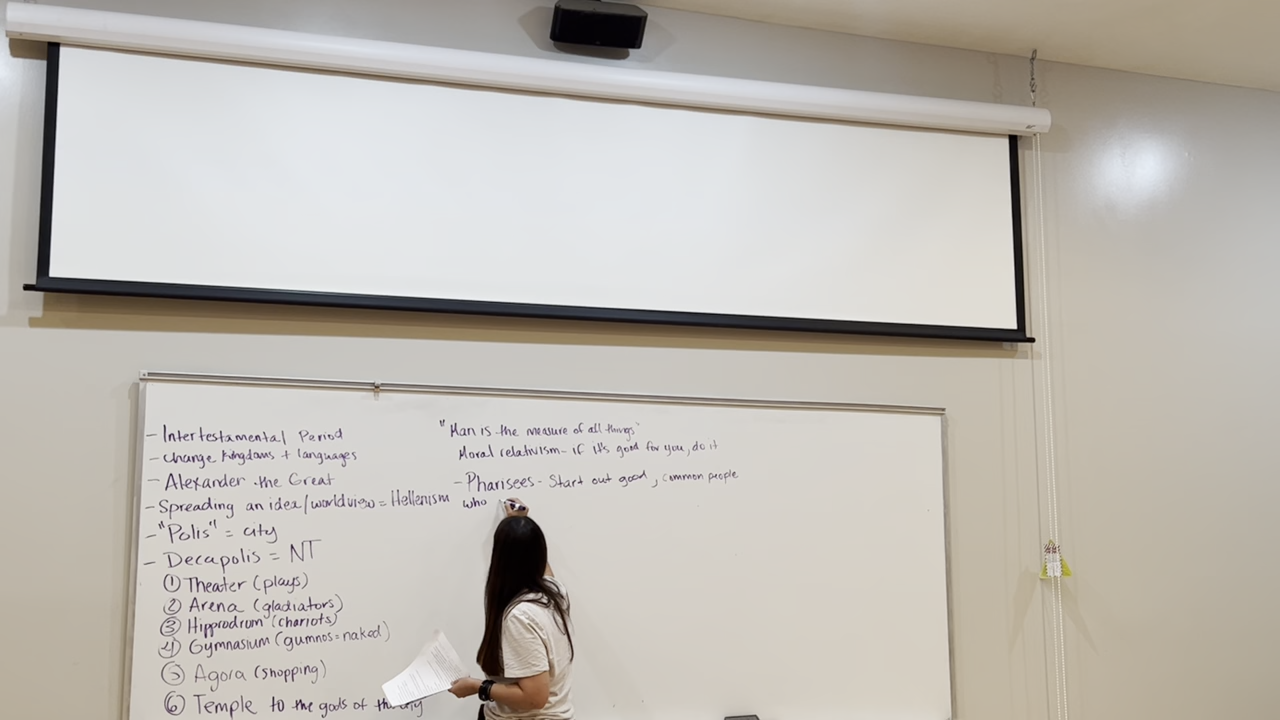 - Intertestamental Period
- Change kingdoms + languages
- Alexander the Great
- Spreading an idea/worldview = Hellenism
- "Polis" = city
- Decapolis = NT
① Theater (plays)
② Arena (gladiators)
③ Hipprodrom (chariots)
④ Gymnasium (gumnos=naked)
⑤ Agora (shopping)
⑥ Temple to the gods of the city
"Man is the measure of all things"
Moral relativism- if it's good for you, do it
- Pharisees - Start out good, common people
who